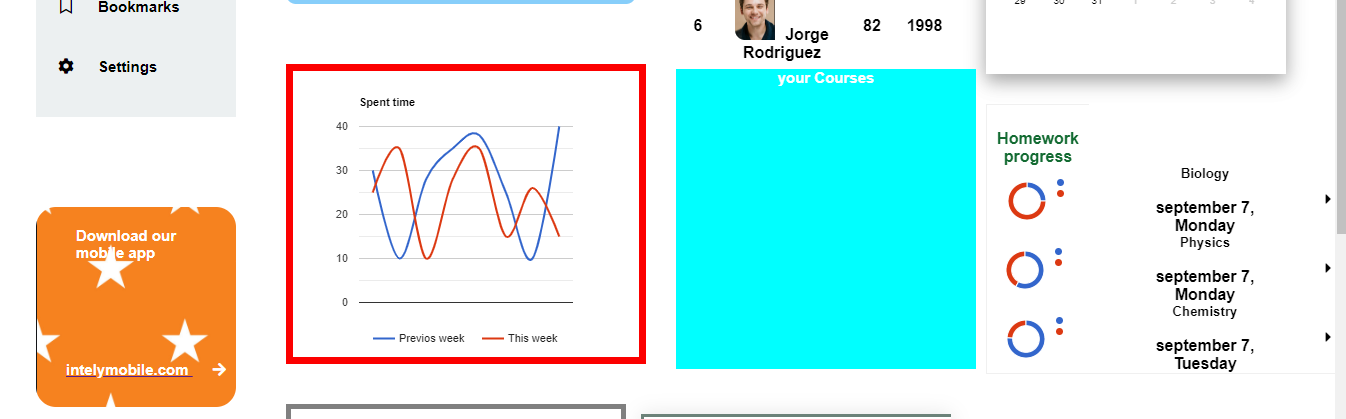 Bookmarks
Settings
Download our
mobile app
intelymobile.com
6
Jorge
Rodriguez
82
1998
your Courses
Spent time
40
30
20
10
0
Previos week
This week
29 30 31 1 2 3 4
Homework
progress
Biology
september 7,
Monday
Physics
september 7,
Monday
Chemistry
september 7,
Tuesday